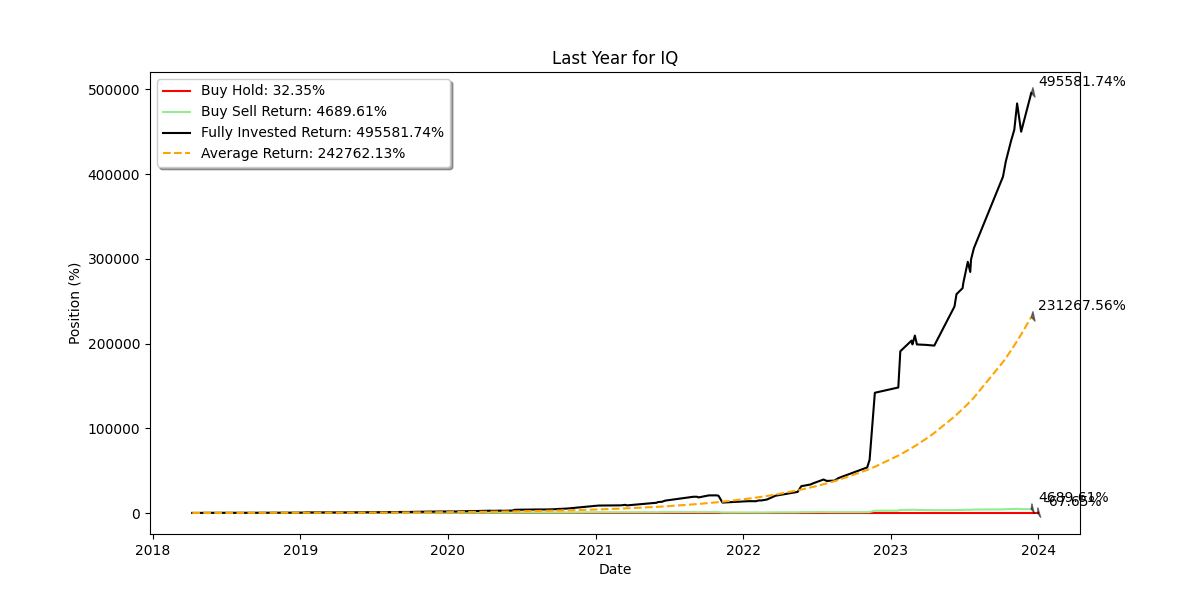 Last Year for IQ
Buy Hold: 32.35%
Buy Sell Return: 4689.61%
Fully Invested Return: 495581.74%
Average Return: 242762.13%
495581.74%
231267.56%
4689.61%
-67.65%
Position (%)
500000
400000
300000
200000
100000
0
2018 2019 2020 2021 2022 2023 2024
Date